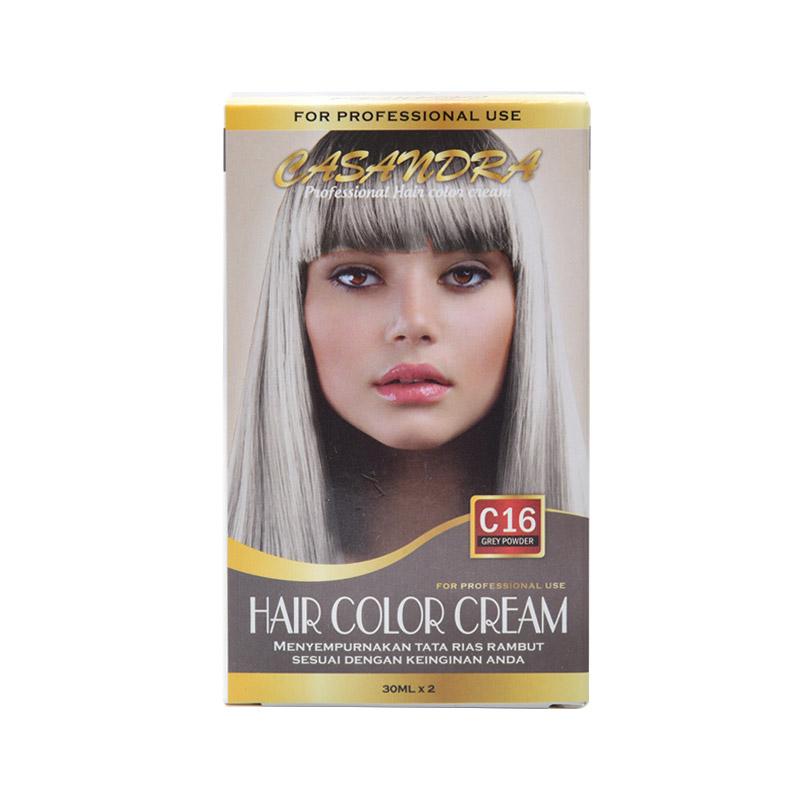 FOR PROFESSIONAL USE
CASANDRA
Professional Hair color cream
C16
GREY POWDER
FOR PROFESSIONAL USE
HAIR COLOR CREAM
MENYEMPURNAKAN TATA RIAS RAMBUT
SESUAI DENGAN KEINGINAN ANDA
30ML x 2